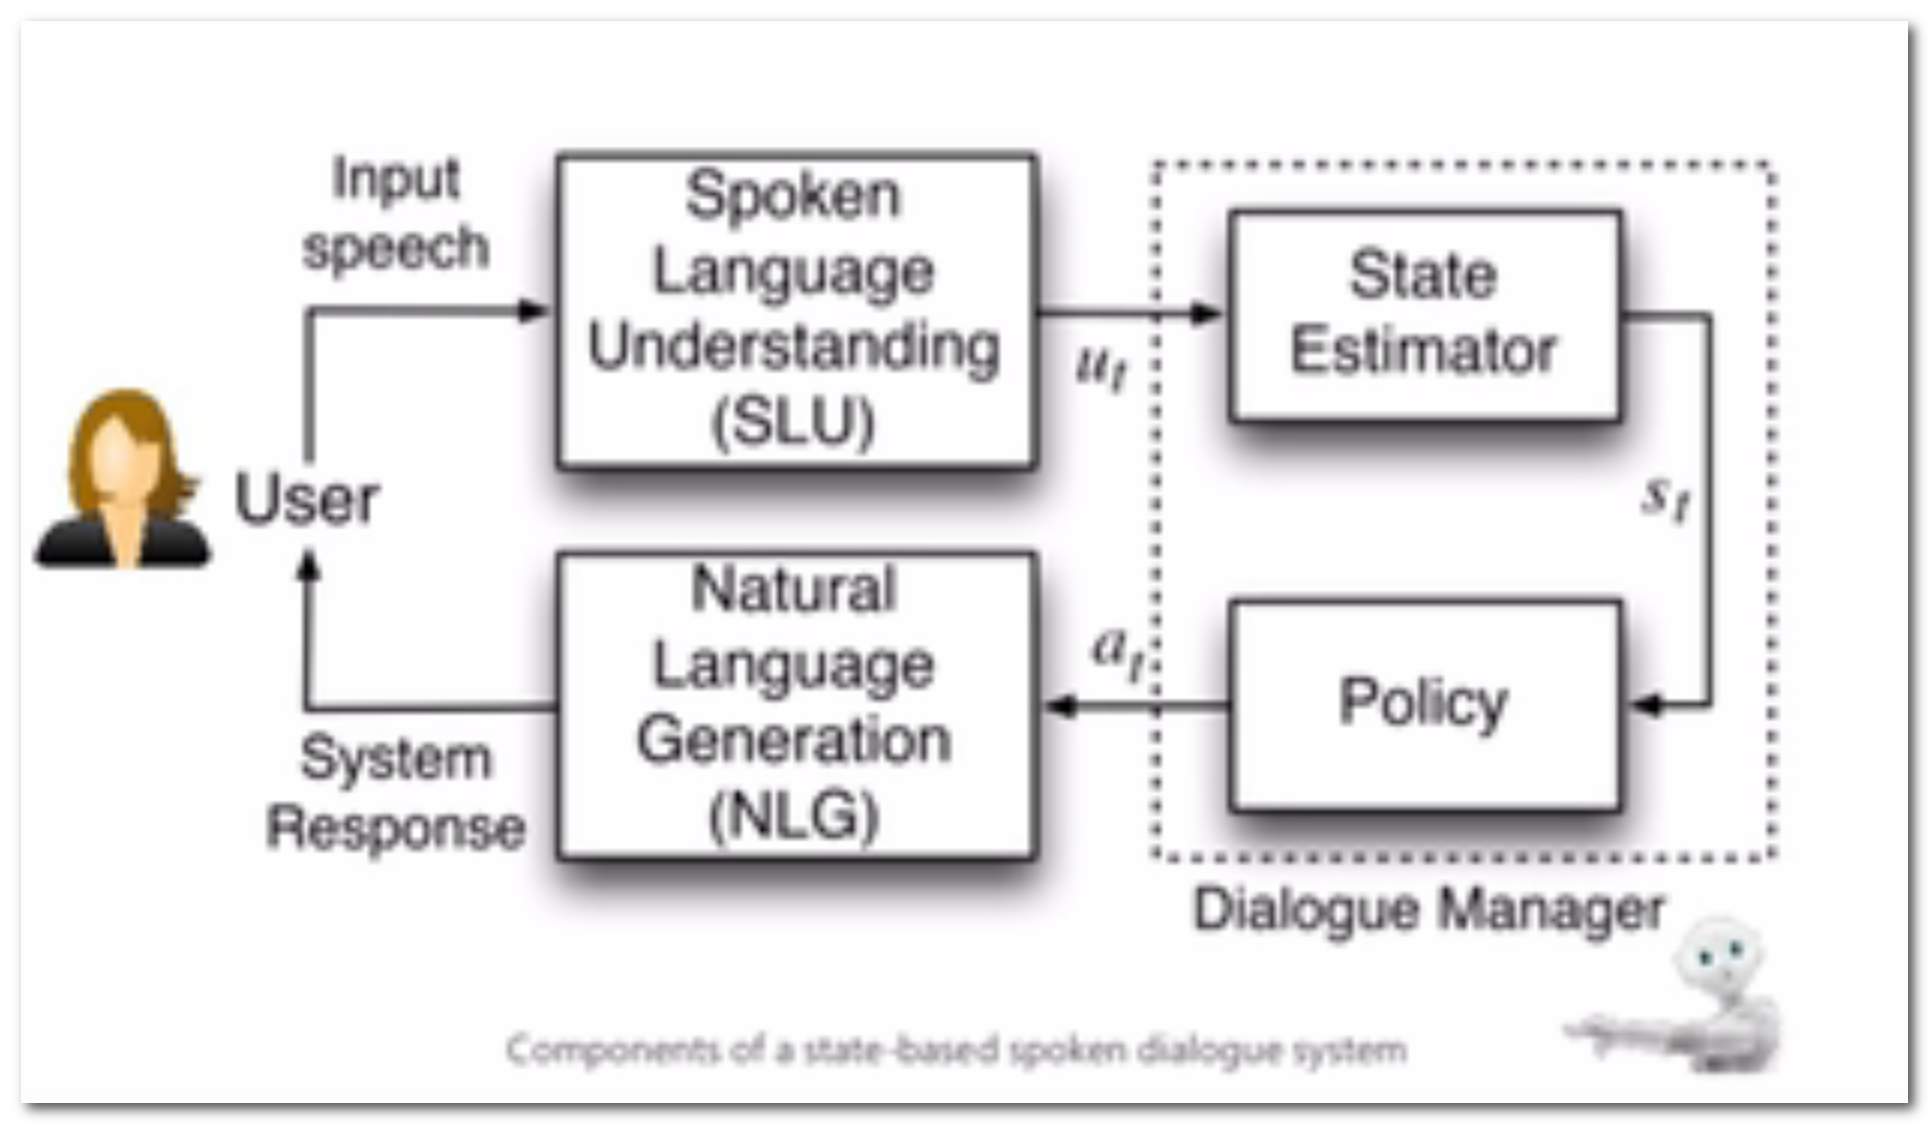 Input
speech
Spoken
Language
Understanding
(SLU)
u_t
State
Estimator
s_t
User
Natural
Language
Generation
(NLG)
a_t
Policy
System
Response
Dialogue Manager
Components of a state-based spoken dialogue system